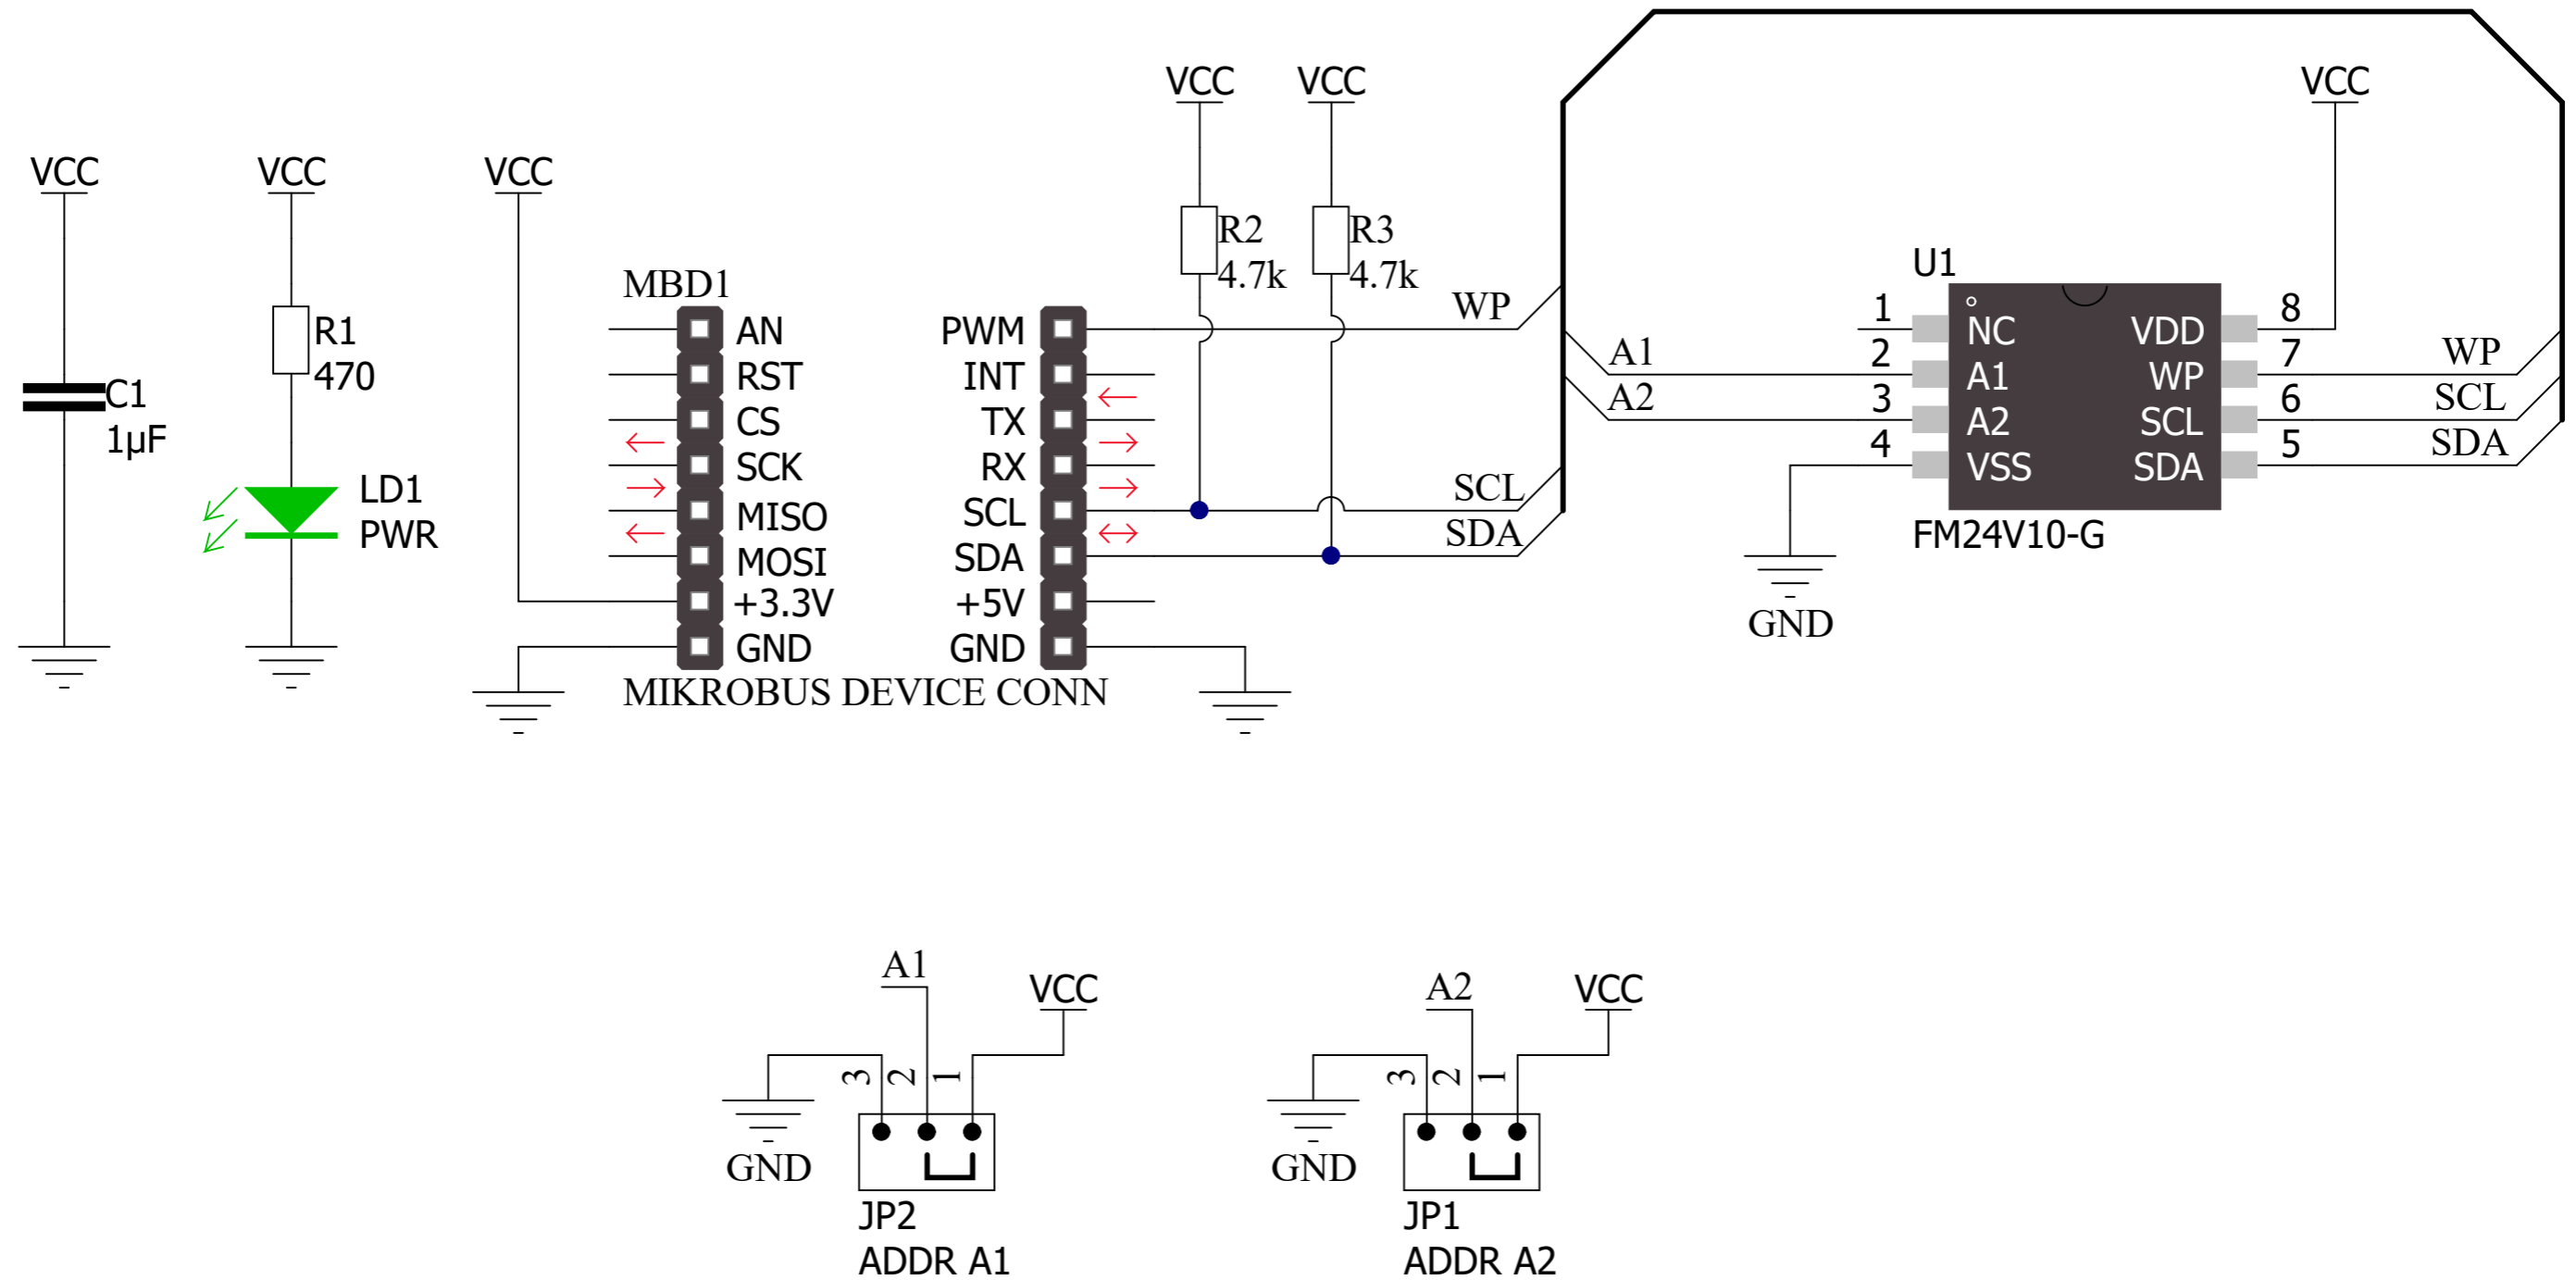 VCC
C1
1µF
VCC
R1
470
LD1
PWR
VCC
MBD1
AN
RST
CS
SCK
MISO
MOSI
+3.3V
GND
PWM
INT
TX
RX
SCL
SDA
+5V
GND
MIKROBUS DEVICE CONN
VCC
R2
4.7k
VCC
R3
4.7k
WP
SCL
SDA
A1
A2
U1
1
2
3
4
NC
A1
A2
VSS
VDD
WP
SCL
SDA
8
7
6
5
FM24V10-G
GND
VCC
WP
SCL
SDA
A1
VCC
3
2
1
GND
JP2
ADDR A1
A2
VCC
3
2
1
GND
JP1
ADDR A2